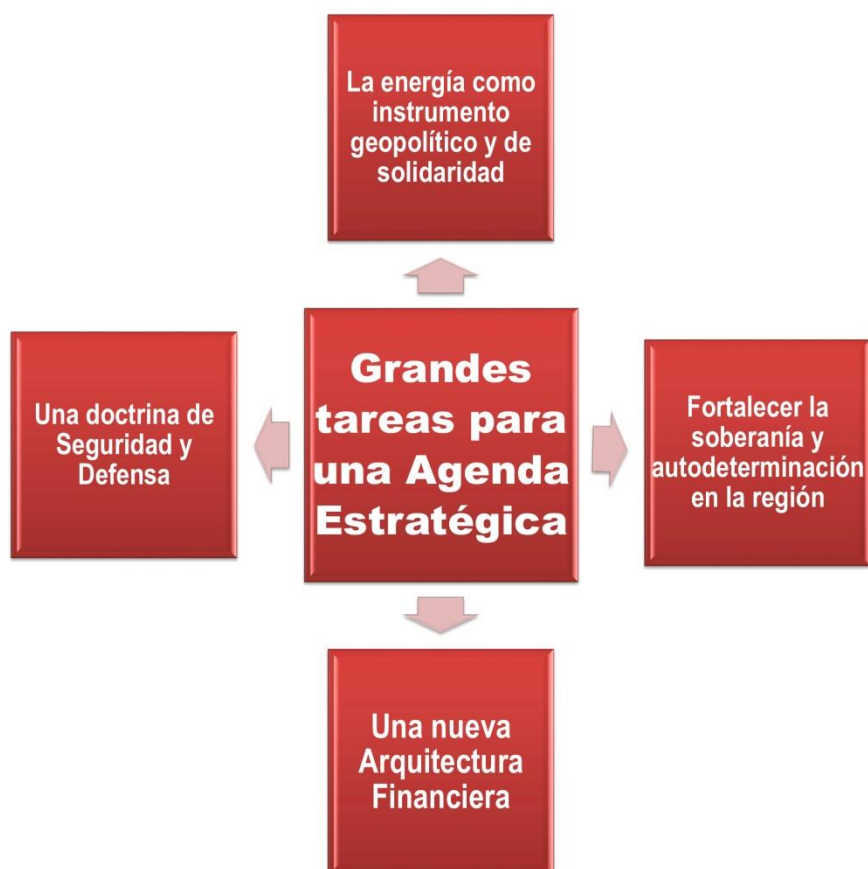 La energía como
instrumento
geopolítico y de
solidaridad
Una doctrina de
Seguridad y
Defensa
Grandes
tareas para
una Agenda
Estratégica
Fortalecer la
soberanía y
autodeterminación
en la región
Una nueva
Arquitectura
Financiera